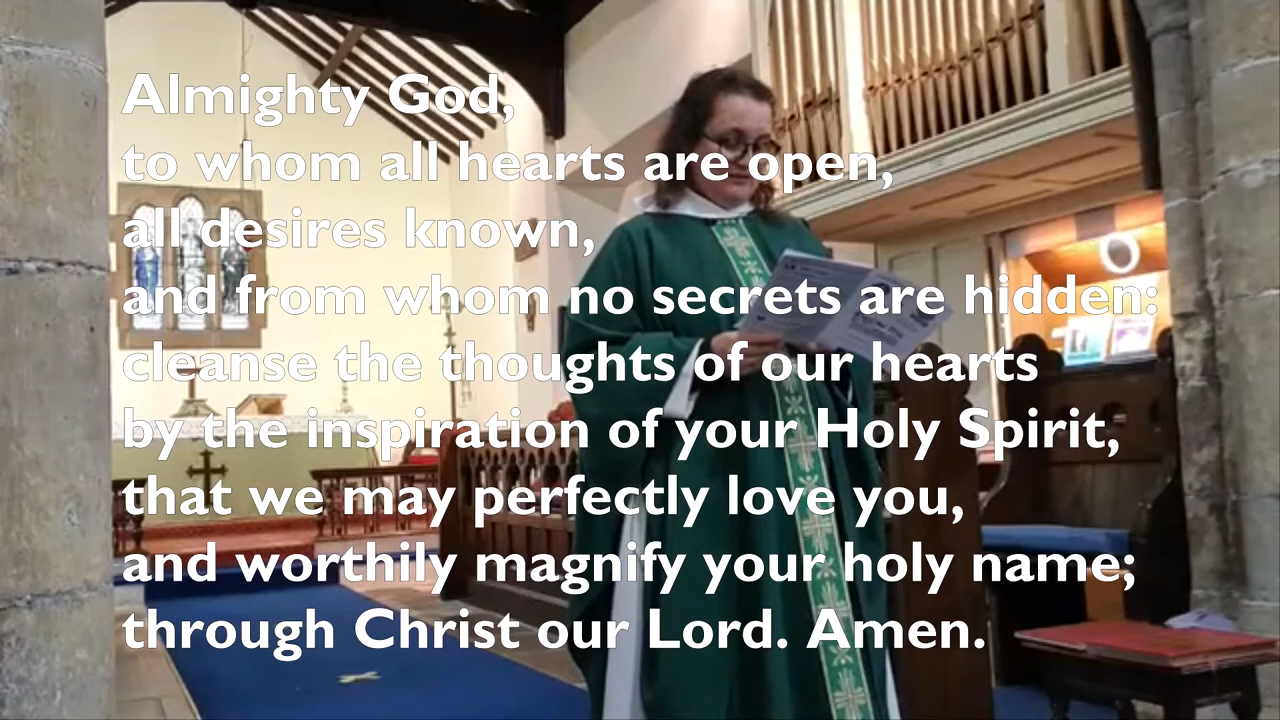 Almighty God,
to whom all hearts are open,
all desires known,
and from whom no secrets are hidden:
cleanse the thoughts of our hearts
by the inspiration of your Holy Spirit,
that we may perfectly love you,
and worthily magnify your holy name;
through Christ our Lord. Amen.